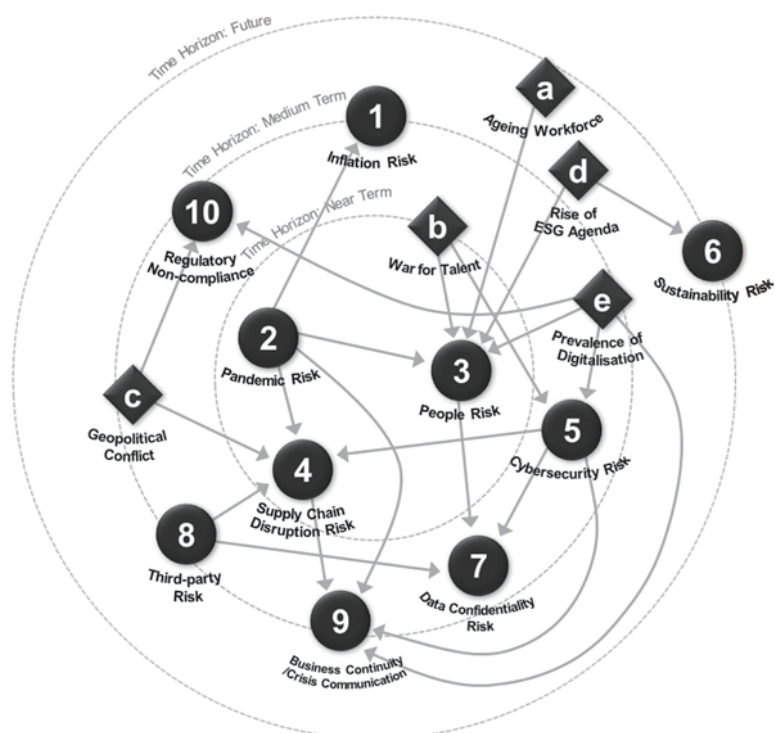 Time Horizon: Future
a
Ageing Workforce
Time Horizon: Medium Term
1
Inflation Risk
d
Rise of
ESG Agenda
10
Regulatory
Non-compliance
Time Horizon: Near Term
b
War for Talent
6
Sustainability Risk
e
Prevalence of
Digitalisation
2
Pandemic Risk
3
People Risk
c
Geopolitical
Conflict
5
Cybersecurity Risk
4
Supply Chain
Disruption Risk
8
Third-party
Risk
7
Data Confidentiality
Risk
9
Business Continuity
/Crisis Communication